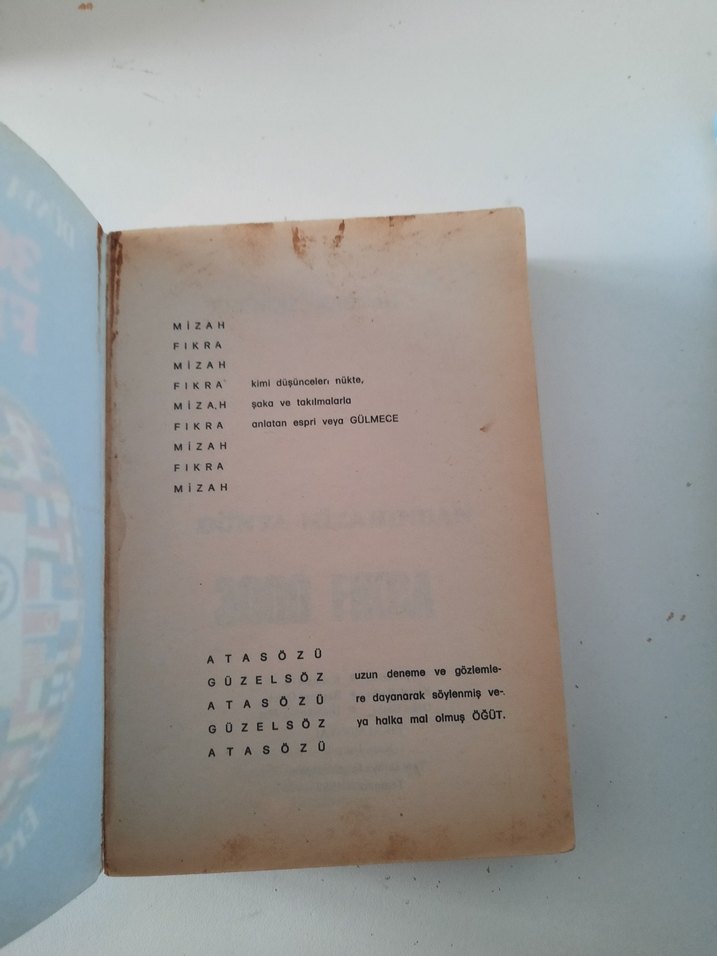 MİZAH
FIKRA
MİZAH
FIKRA kimi düşünceleri nükte,
MİZAH şaka ve takılmalarla
FIKRA anlatan espri veya GÜLMECE
MİZAH
FIKRA
MİZAH
ATASÖZÜ
GÜZELSÖZ uzun deneme ve gözlemle-
ATASÖZÜ re dayanarak söylenmiş ve-
GÜZELSÖZ ya halka mal olmuş ÖĞÜT.
ATASÖZÜ